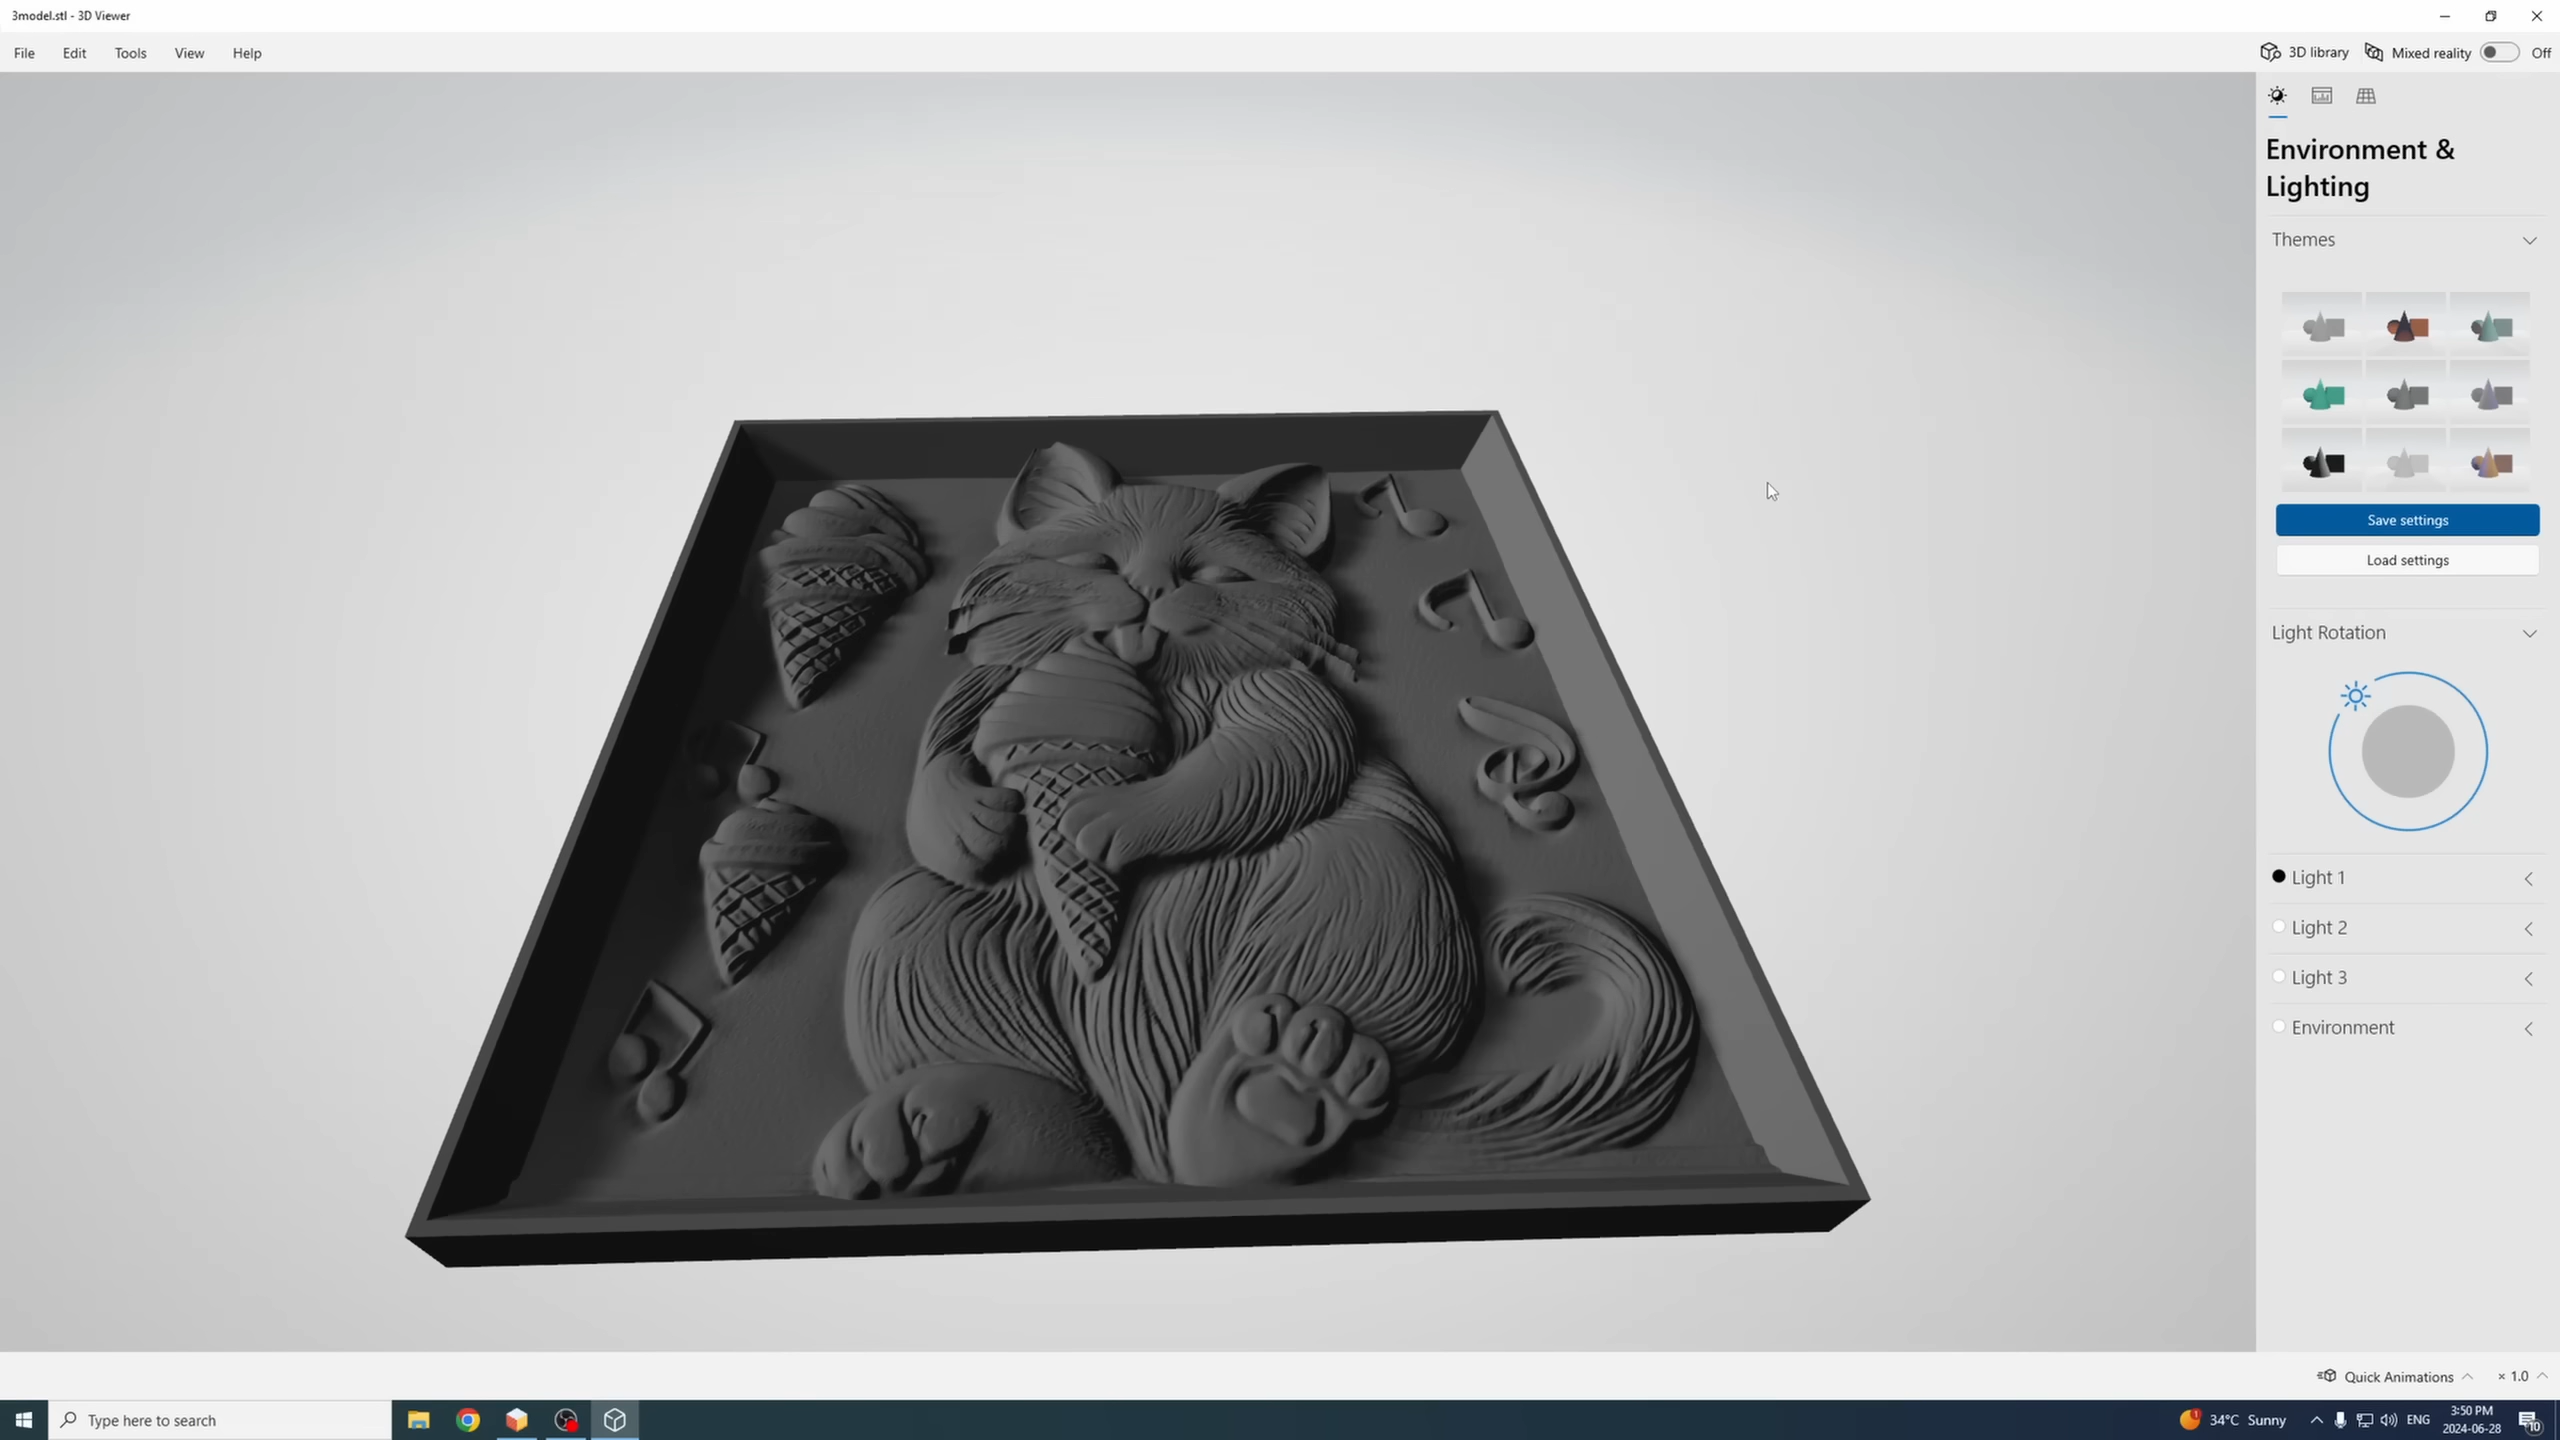 3model.stl - 3D Viewer
File Edit Tools View Help
3D library Mixed reality Off
Environment &
Lighting
Themes
Save settings
Load settings
Light Rotation
Light 1
Light 2
Light 3
Environment
Quick Animations × 1.0
Type here to search
34°C Sunny
ENG
3:50 PM
2024-06-28
10